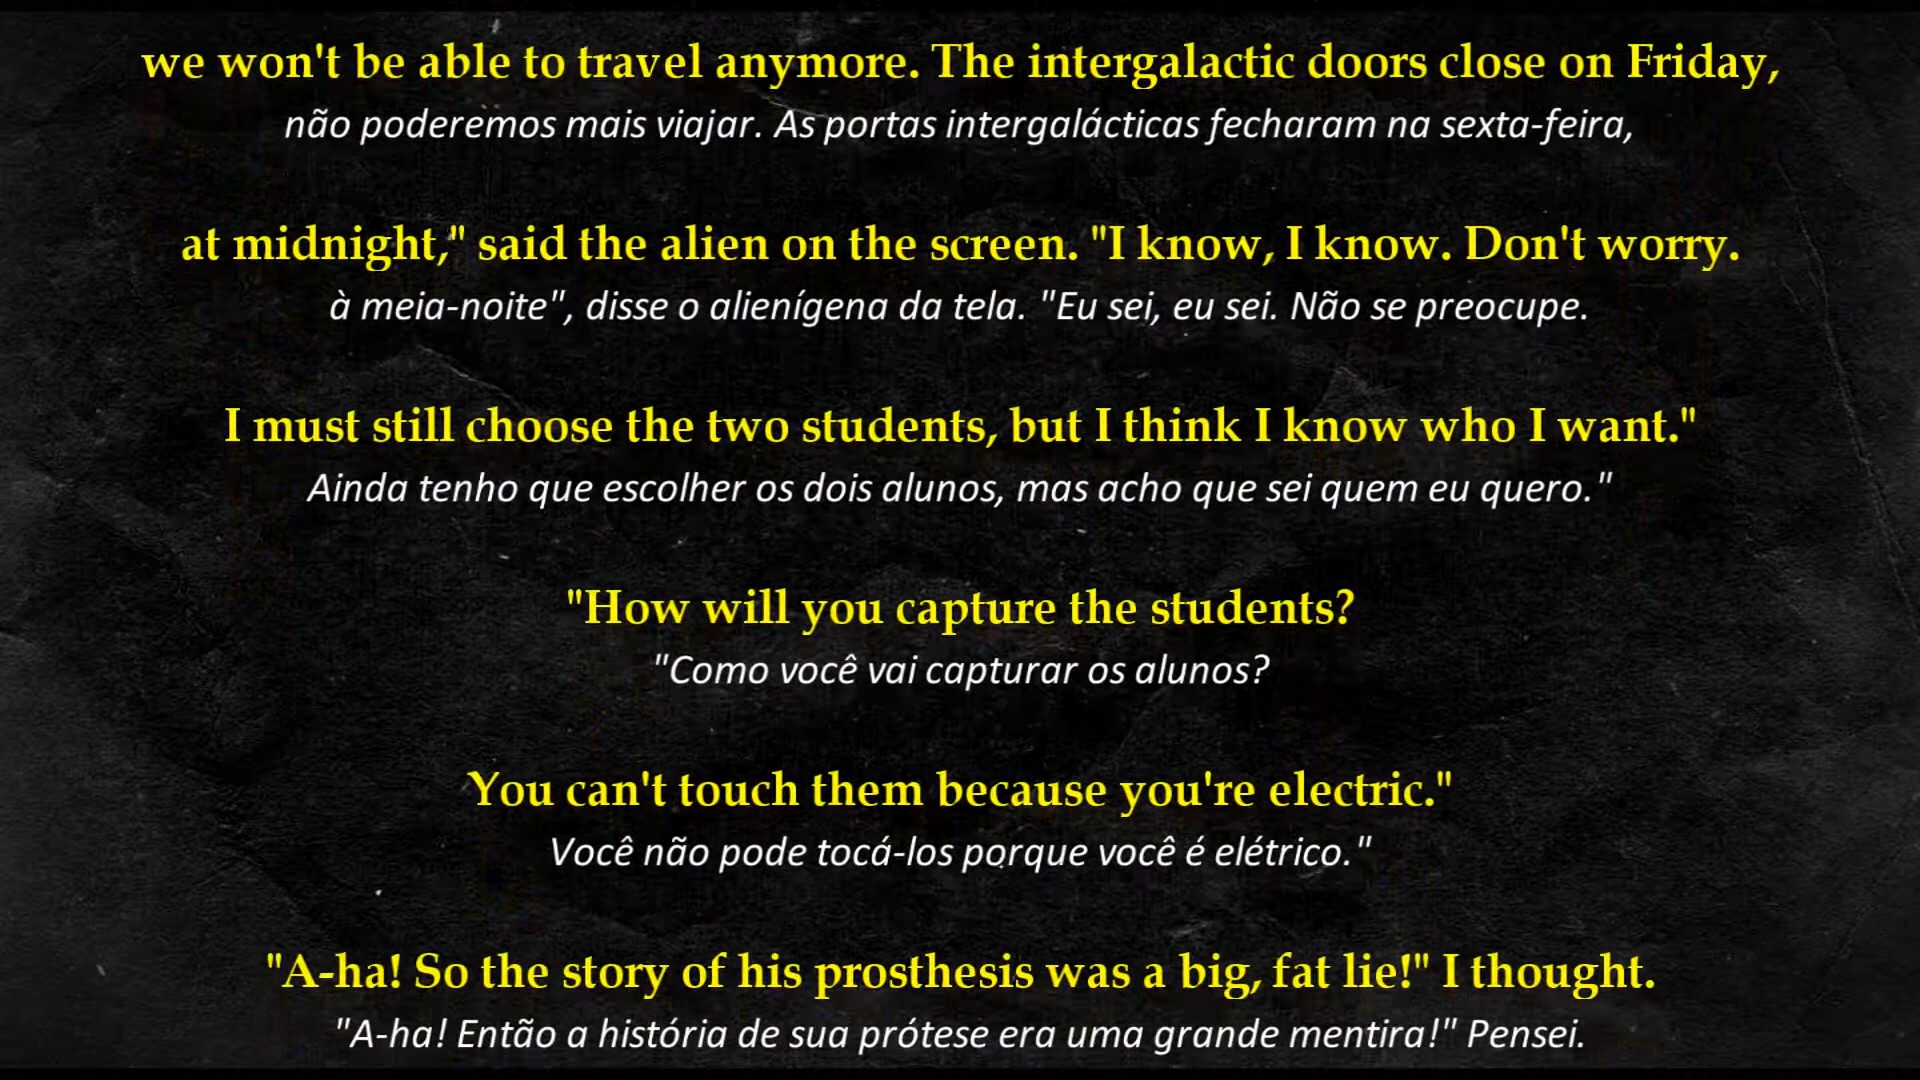 we won't be able to travel anymore. The intergalactic doors close on Friday,
não poderemos mais viajar. As portas intergalácticas fecharam na sexta-feira,
at midnight," said the alien on the screen. "I know, I know. Don't worry.
à meia-noite", disse o alienígena da tela. "Eu sei, eu sei. Não se preocupe.
I must still choose the two students, but I think I know who I want."
Ainda tenho que escolher os dois alunos, mas acho que sei quem eu quero."
"How will you capture the students?
"Como você vai capturar os alunos?
You can't touch them because you're electric."
Você não pode tocá-los porque você é elétrico."
"A-ha! So the story of his prosthesis was a big, fat lie!" I thought.
"A-ha! Então a história de sua prótese era uma grande mentira!" Pensei.